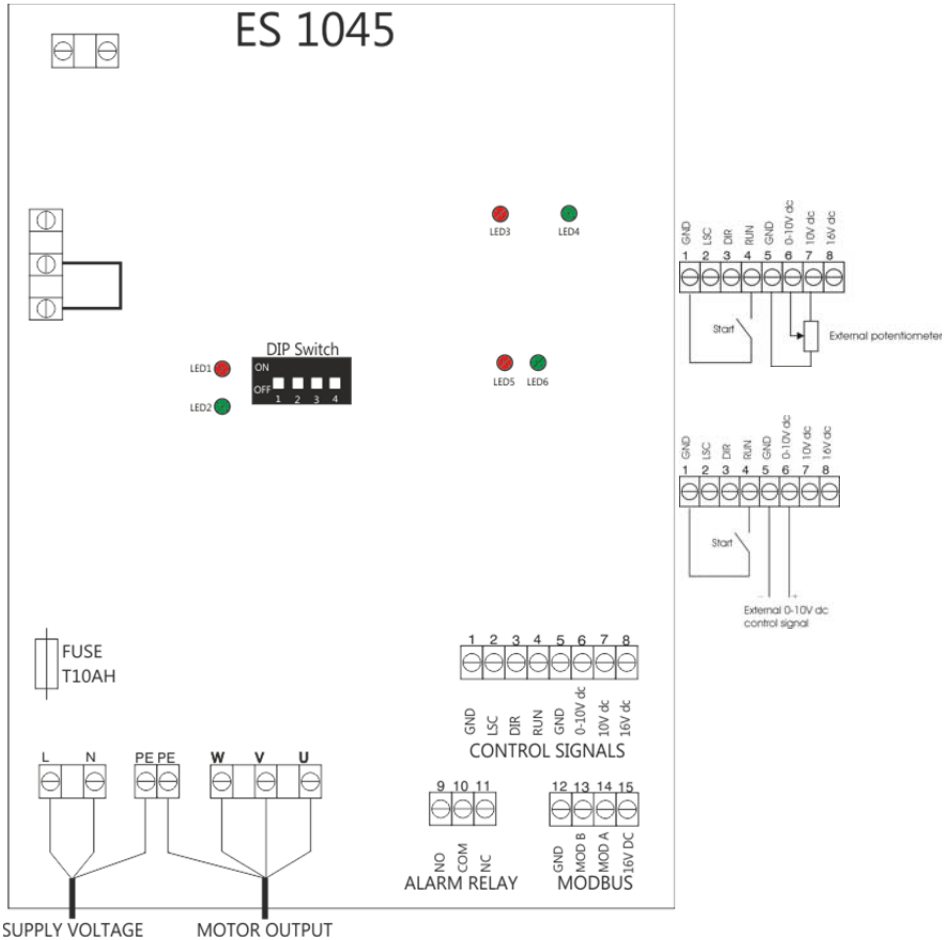 ES 1045
LED3
LED4
GND LSC DIR RUN GND 0-10V dc 10V dc 16V dc
1 2 3 4 5 6 7 8
Start
External potentiometer
DIP Switch
ON
OFF
1 2 3 4
LED1
LED2
LED5 LED6
GND LSC DIR RUN GND 0-10V dc 10V dc 16V dc
1 2 3 4 5 6 7 8
Start
- +
External 0-10V dc
control signal
FUSE
T10AH
1 2 3 4 5 6 7 8
GND LSC DIR RUN GND 0-10V dc 10V dc 16V dc
CONTROL SIGNALS
L N PE PE W V U
9 10 11
NO COM NC
ALARM RELAY
12 13 14 15
GND MOD B MOD A 16V DC
MODBUS
SUPPLY VOLTAGE
MOTOR OUTPUT